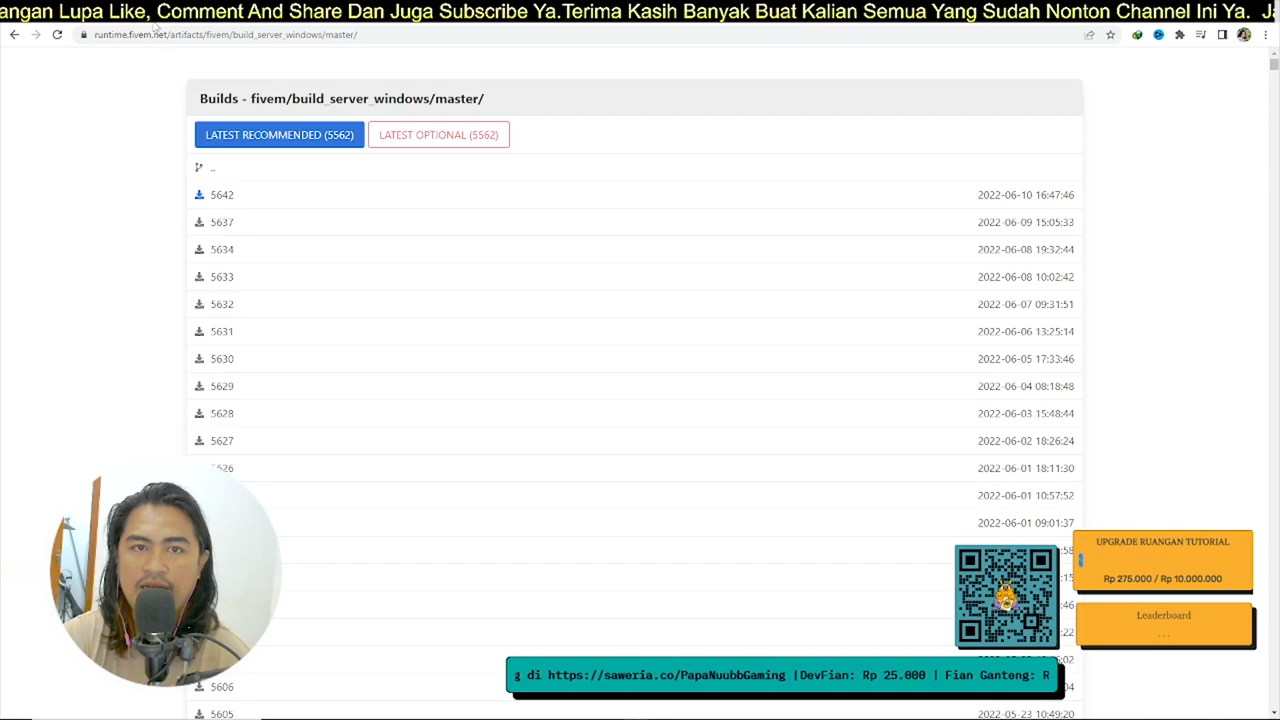 angan Lupa Like, Comment And Share Dan Juga Subscribe Ya.Terima Kasih Banyak Buat Kalian Semua Yang Sudah Nonton Channel Ini Ya. Ja
runtime.fivem.net/artifacts/fivem/build_server_windows/master/
Builds - fivem/build_server_windows/master/
LATEST RECOMMENDED (5562) LATEST OPTIONAL (5562)
..
5642 2022-06-10 16:47:46
5637 2022-06-09 15:05:33
5634 2022-06-08 19:32:44
5633 2022-06-08 10:02:42
5632 2022-06-07 09:31:51
5631 2022-06-06 13:25:14
5630 2022-06-05 17:33:46
5629 2022-06-04 08:18:48
5628 2022-06-03 15:48:44
5627 2022-06-02 18:26:24
5626 2022-06-01 18:11:30
2022-06-01 10:57:52
2022-06-01 09:01:37
UPGRADE RUANGAN TUTORIAL
Rp 275.000 / Rp 10.000.000
Leaderboard
...
g di https://saweria.co/PapaNuubbGaming |DevFian: Rp 25.000 | Fian Ganteng: R
5606
5605 2022-05-23 10:49:20